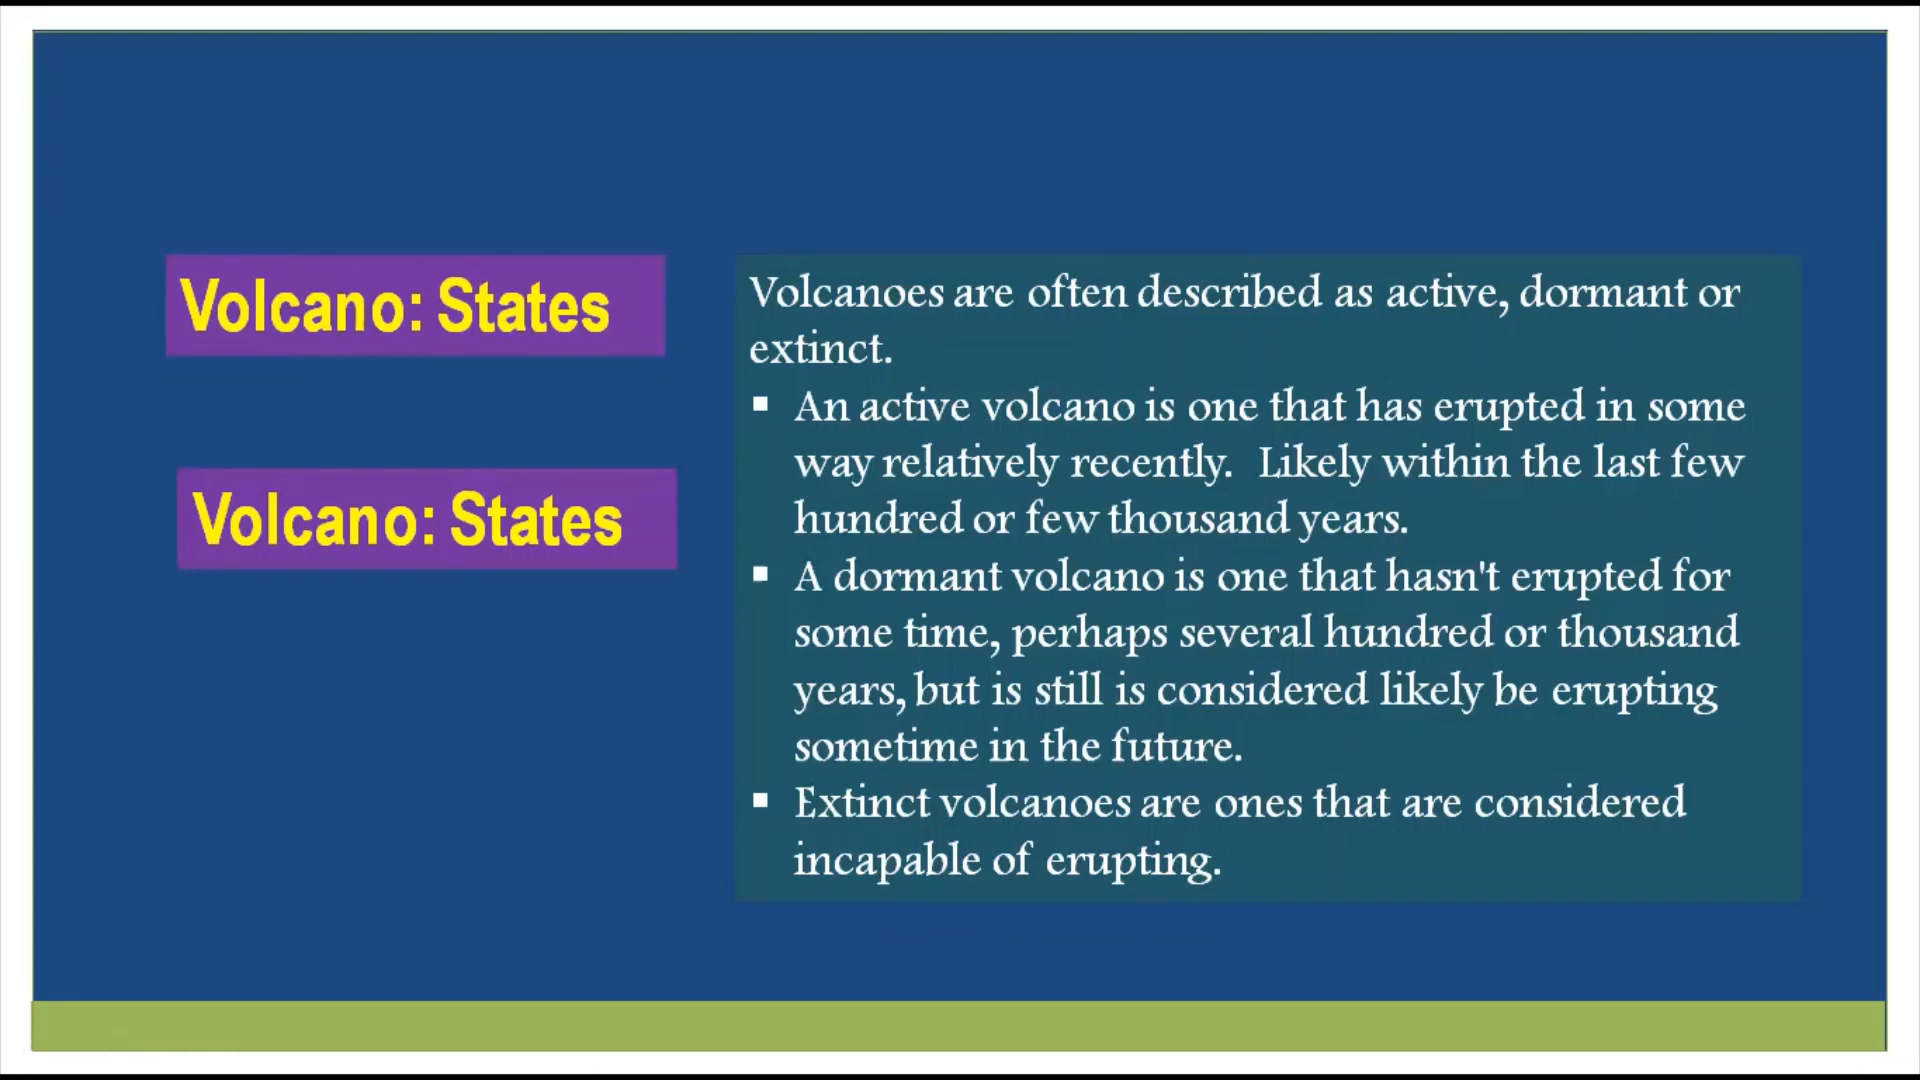 Volcano: States
Volcano: States
Volcanoes are often described as active, dormant or
extinct.
▪ An active volcano is one that has erupted in some
way relatively recently.  Likely within the last few
hundred or few thousand years.
▪ A dormant volcano is one that hasn't erupted for
some time, perhaps several hundred or thousand
years, but is still is considered likely be erupting
sometime in the future.
▪ Extinct volcanoes are ones that are considered
incapable of erupting.